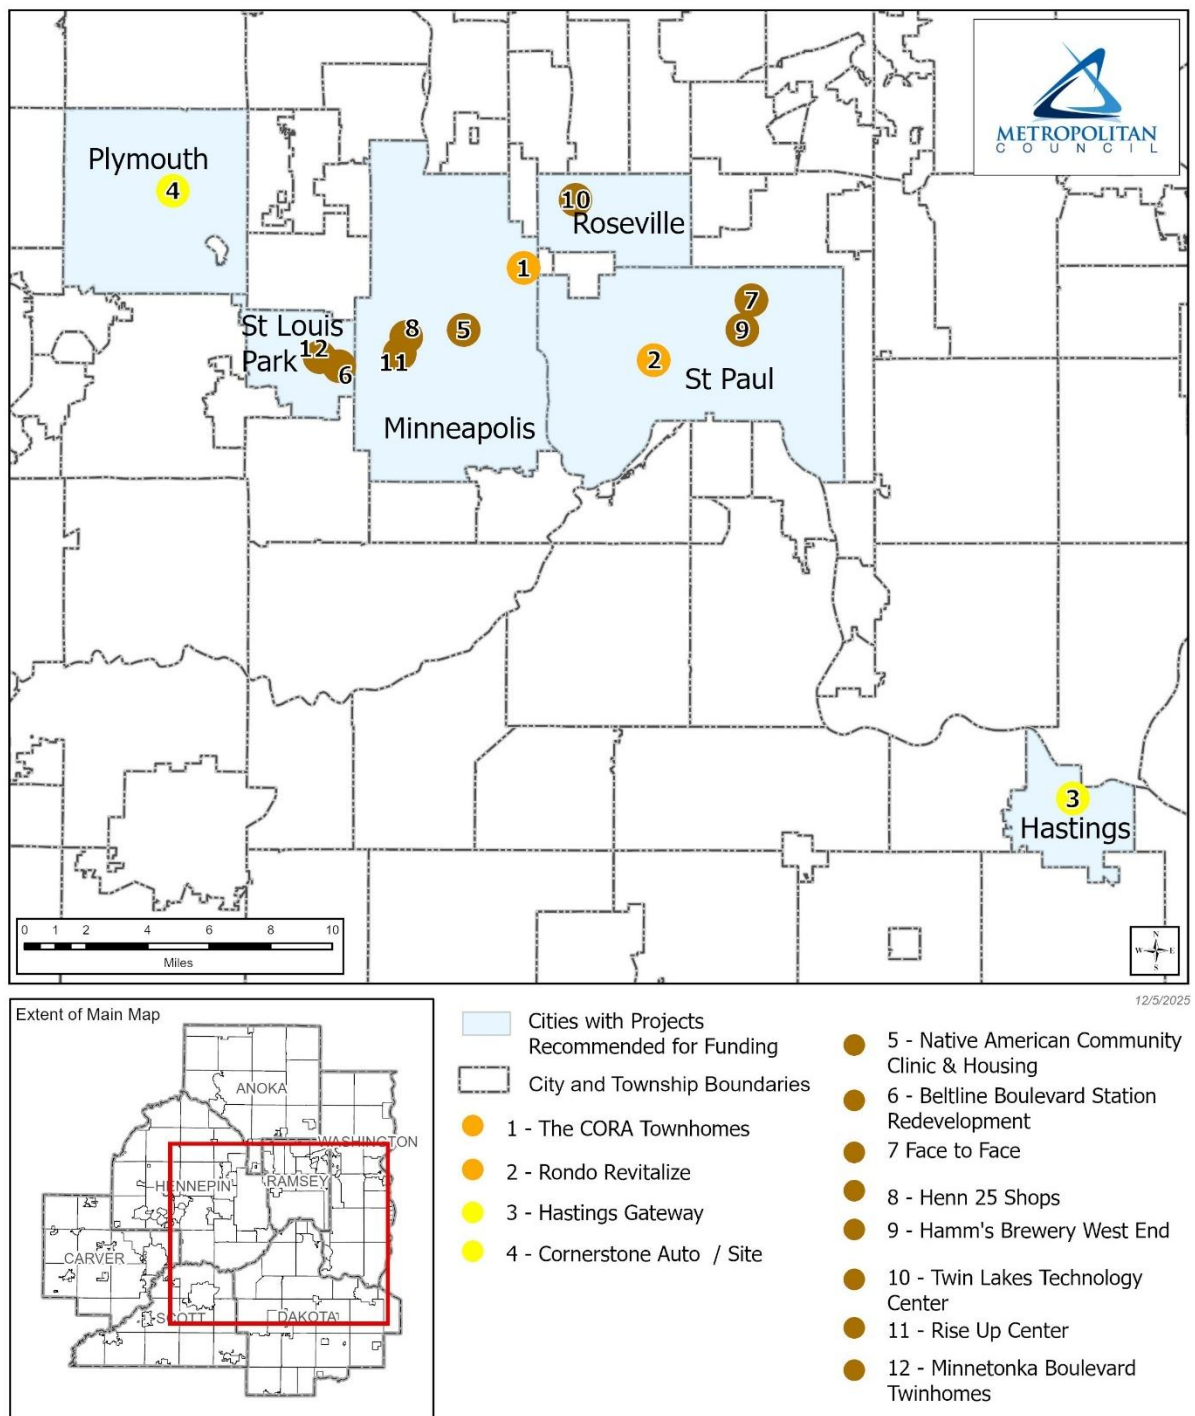 METROPOLITAN
COUNCIL
Plymouth
4
10
Roseville
1
7
St Louis
8
5
9
12
Park
11
2
6
St Paul
Minneapolis
3
Hastings
0 1 2 4 6 8 10
Miles
N
W E
S
12/5/2025
Extent of Main Map
ANOKA
WASHINGTON
HENNEPIN
RAMSEY
CARVER
SCOTT
DAKOTA
Cities with Projects
Recommended for Funding
City and Township Boundaries
1 - The CORA Townhomes
2 - Rondo Revitalize
3 - Hastings Gateway
4 - Cornerstone Auto / Site
5 - Native American Community
Clinic & Housing
6 - Beltline Boulevard Station
Redevelopment
7 Face to Face
8 - Henn 25 Shops
9 - Hamm's Brewery West End
10 - Twin Lakes Technology
Center
11 - Rise Up Center
12 - Minnetonka Boulevard
Twinhomes